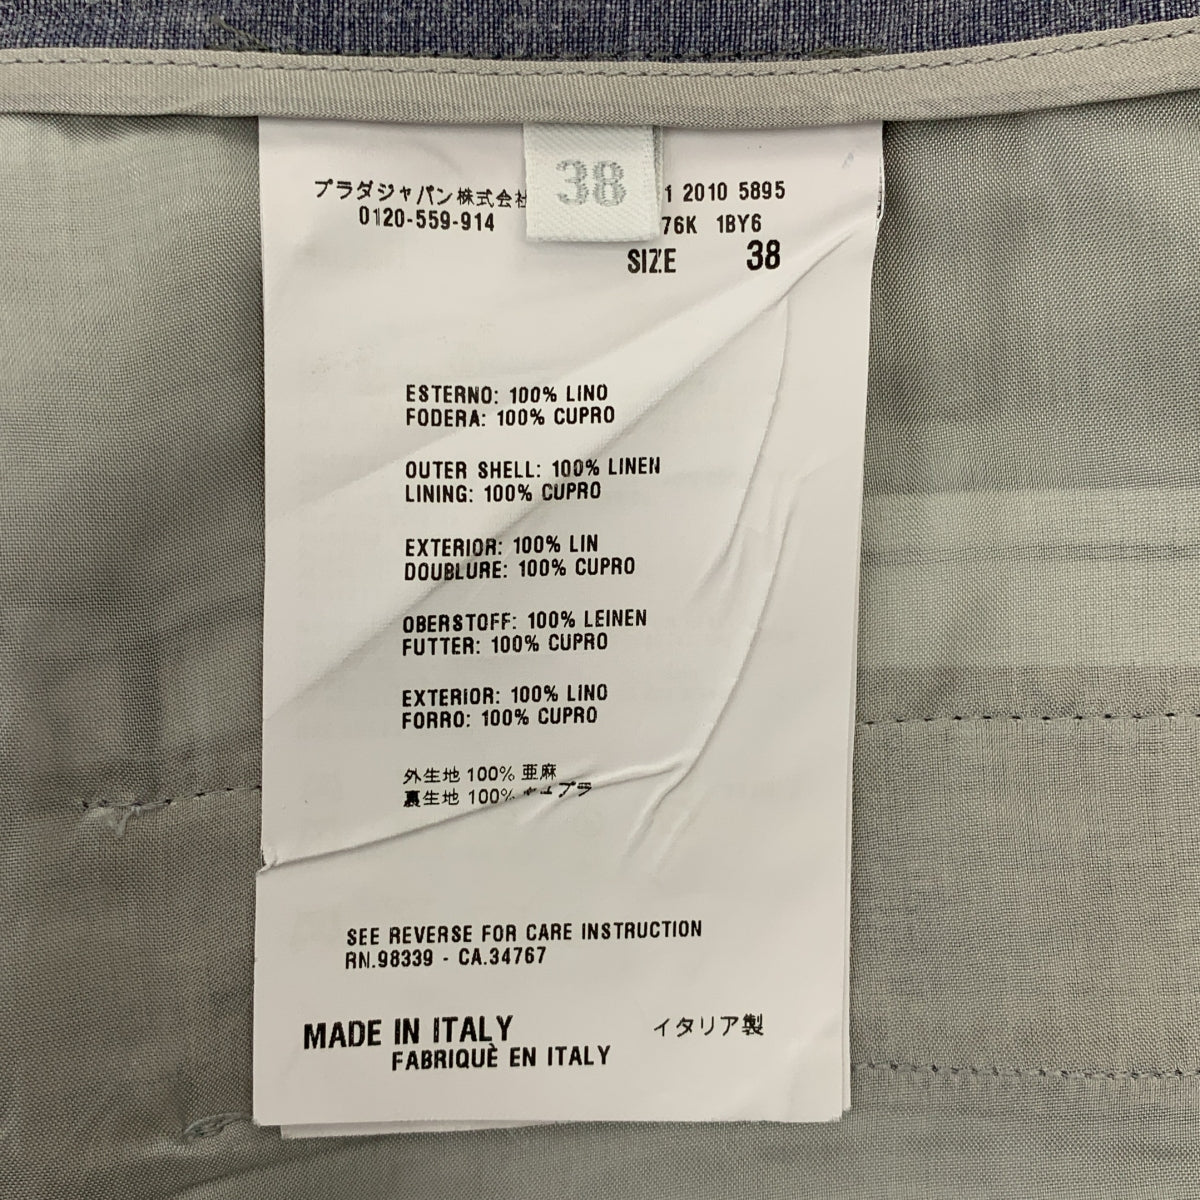 38
プラダジャパン株式会社
1 2010 5895
0120-559-914
76K 1BY6
SIZE 38
ESTERNO: 100% LINO
FODERA: 100% CUPRO
OUTER SHELL: 100% LINEN
LINING: 100% CUPRO
EXTERIOR: 100% LIN
DOUBLURE: 100% CUPRO
OBERSTOFF: 100% LEINEN
FUTTER: 100% CUPRO
EXTERIOR: 100% LINO
FORRO: 100% CUPRO
外生地 100% 亜麻
裏生地 100% キュプラ
SEE REVERSE FOR CARE INSTRUCTION
RN.98339 - CA.34767
MADE IN ITALY
イタリア製
FABRIQUÈ EN ITALY